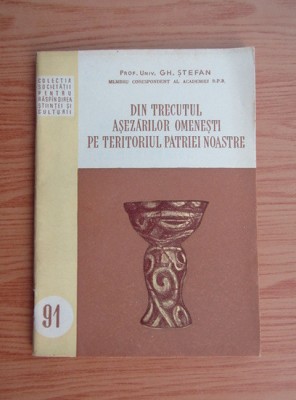 PROF. UNIV. GH. ȘTEFAN
MEMBRU CORESPONDENT AL ACADEMIEI R.P.R.
COLECȚIA
SOCIETĂȚII
PENTRU
RĂSPÎNDIREA
ȘTIINȚEI ȘI
CULTURII
DIN TRECUTUL
AȘEZĂRILOR OMENEȘTI
PE TERITORIUL PATRIEI NOASTRE
91